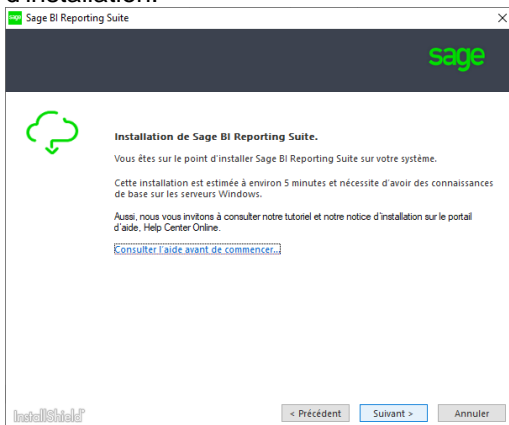 d'installation.
sage Sage BI Reporting Suite
sage
Installation de Sage BI Reporting Suite.
Vous êtes sur le point d'installer Sage BI Reporting Suite sur votre système.
Cette installation est estimée à environ 5 minutes et nécessite d'avoir des connaissances
de base sur les serveurs Windows.
Aussi, nous vous invitons à consulter notre tutoriel et notre notice d'installation sur le portail
d'aide, Help Center Online.
Consulter l'aide avant de commencer...
InstallShield
< Précédent
Suivant >
Annuler